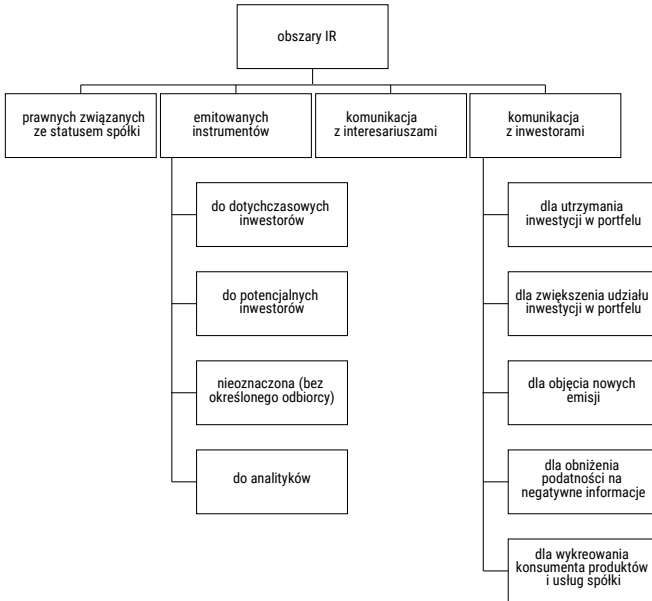 obszary IR
prawnych związanych
ze statusem spółki
emitowanych
instrumentów
komunikacja
z interesariuszami
komunikacja
z inwestorami
do dotychczasowych
inwestorów
do potencjalnych
inwestorów
nieoznaczona (bez
określonego odbiorcy)
do analityków
dla utrzymania
inwestycji w portfelu
dla zwiększenia udziału
inwestycji w portfelu
dla objęcia nowych
emisji
dla obniżenia
podatności na
negatywne informacje
dla wykreowania
konsumenta produktów
i usług spółki